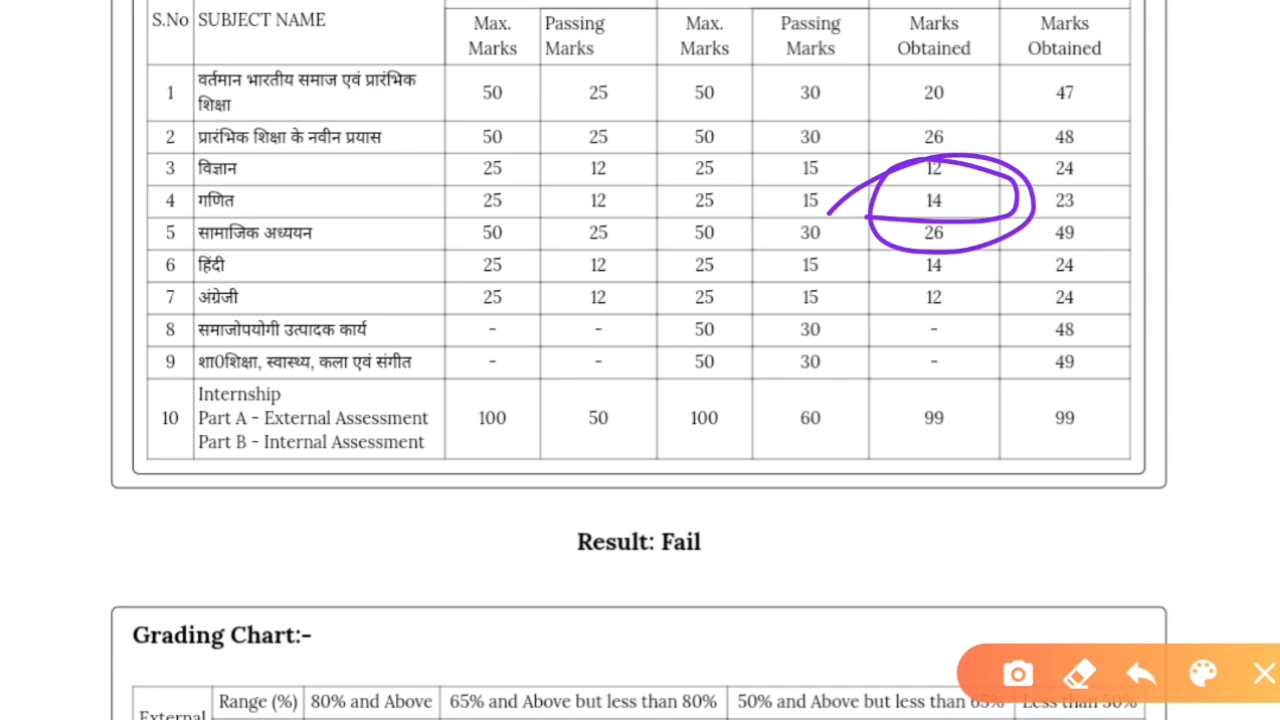 S.No SUBJECT NAME Max. Marks Passing Marks Max. Marks Passing Marks Marks Obtained Marks Obtained
1 वर्तमान भारतीय समाज एवं प्रारंभिक शिक्षा 50 25 50 30 20 47
2 प्रारंभिक शिक्षा के नवीन प्रयास 50 25 50 30 26 48
3 विज्ञान 25 12 25 15 12 24
4 गणित 25 12 25 15 14 23
5 सामाजिक अध्ययन 50 25 50 30 26 49
6 हिंदी 25 12 25 15 14 24
7 अंग्रेजी 25 12 25 15 12 24
8 समाजोपयोगी उत्पादक कार्य - - 50 30 - 48
9 शा0शिक्षा, स्वास्थ्य, कला एवं संगीत - - 50 30 - 49
10 Internship Part A - External Assessment Part B - Internal Assessment 100 50 100 60 99 99
Result: Fail
Grading Chart:-
External Range (%) 80% and Above 65% and Above but less than 80% 50% and Above but less than 65% Less than 50%